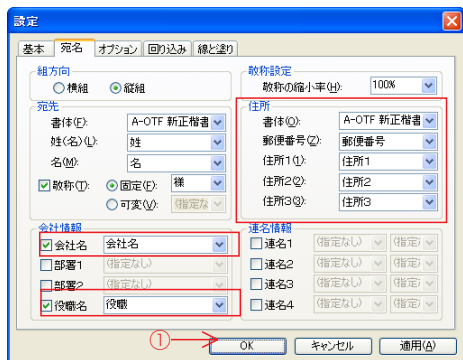 設定
基本 宛名 オプション 回り込み 線と塗り
組方向
横組 縦組
敬称設定
敬称の縮小率(H): 100%
宛先
書体(F): A-OTF 新正楷書
姓(名)(L): 姓
名(M): 名
敬称(T): 固定(E): 様
可変(V): (指定な
住所
書体(O): A-OTF 新正楷書
郵便番号(Z): 郵便番号
住所1(1): 住所1
住所2(2): 住所2
住所3(3): 住所3
会社情報
会社名 会社名
部署1 (指定なし)
部署2 (指定なし)
役職名 役職
連名情報
連名1 (指定なし) (指定)
連名2 (指定なし) (指定)
連名3 (指定なし) (指定)
連名4 (指定なし) (指定)
①
OK キャンセル 適用(A)